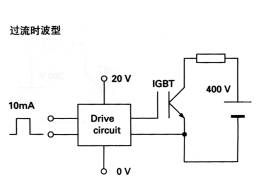 过流时波型
20 V
IGBT
400 V
10mA
Drive
circuit
0 V